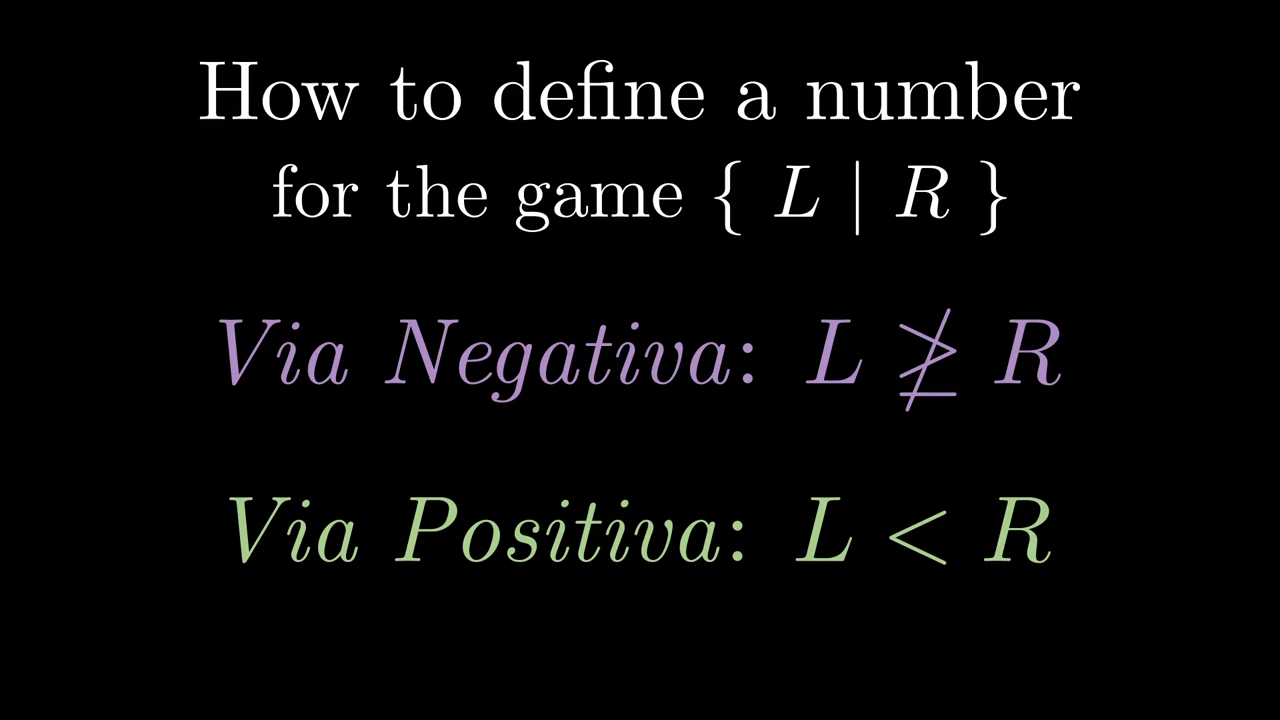 How to define a number
for the game { L | R }
Via Negativa: L ≱ R
Via Positiva: L < R